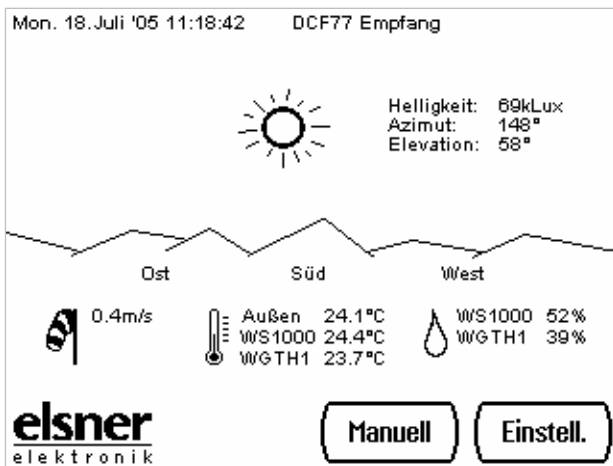 Mon. 18.Juli '05 11:18:42 DCF77 Empfang
Helligkeit: 69kLux
Azimut: 148°
Elevation: 58°
Ost Süd West
0.4m/s
Außen 24.1°C
WS1000 24.4°C
WGTH1 23.7°C
WS1000 52%
WGTH1 39%
elsner
elektronik
Manuell Einstell.